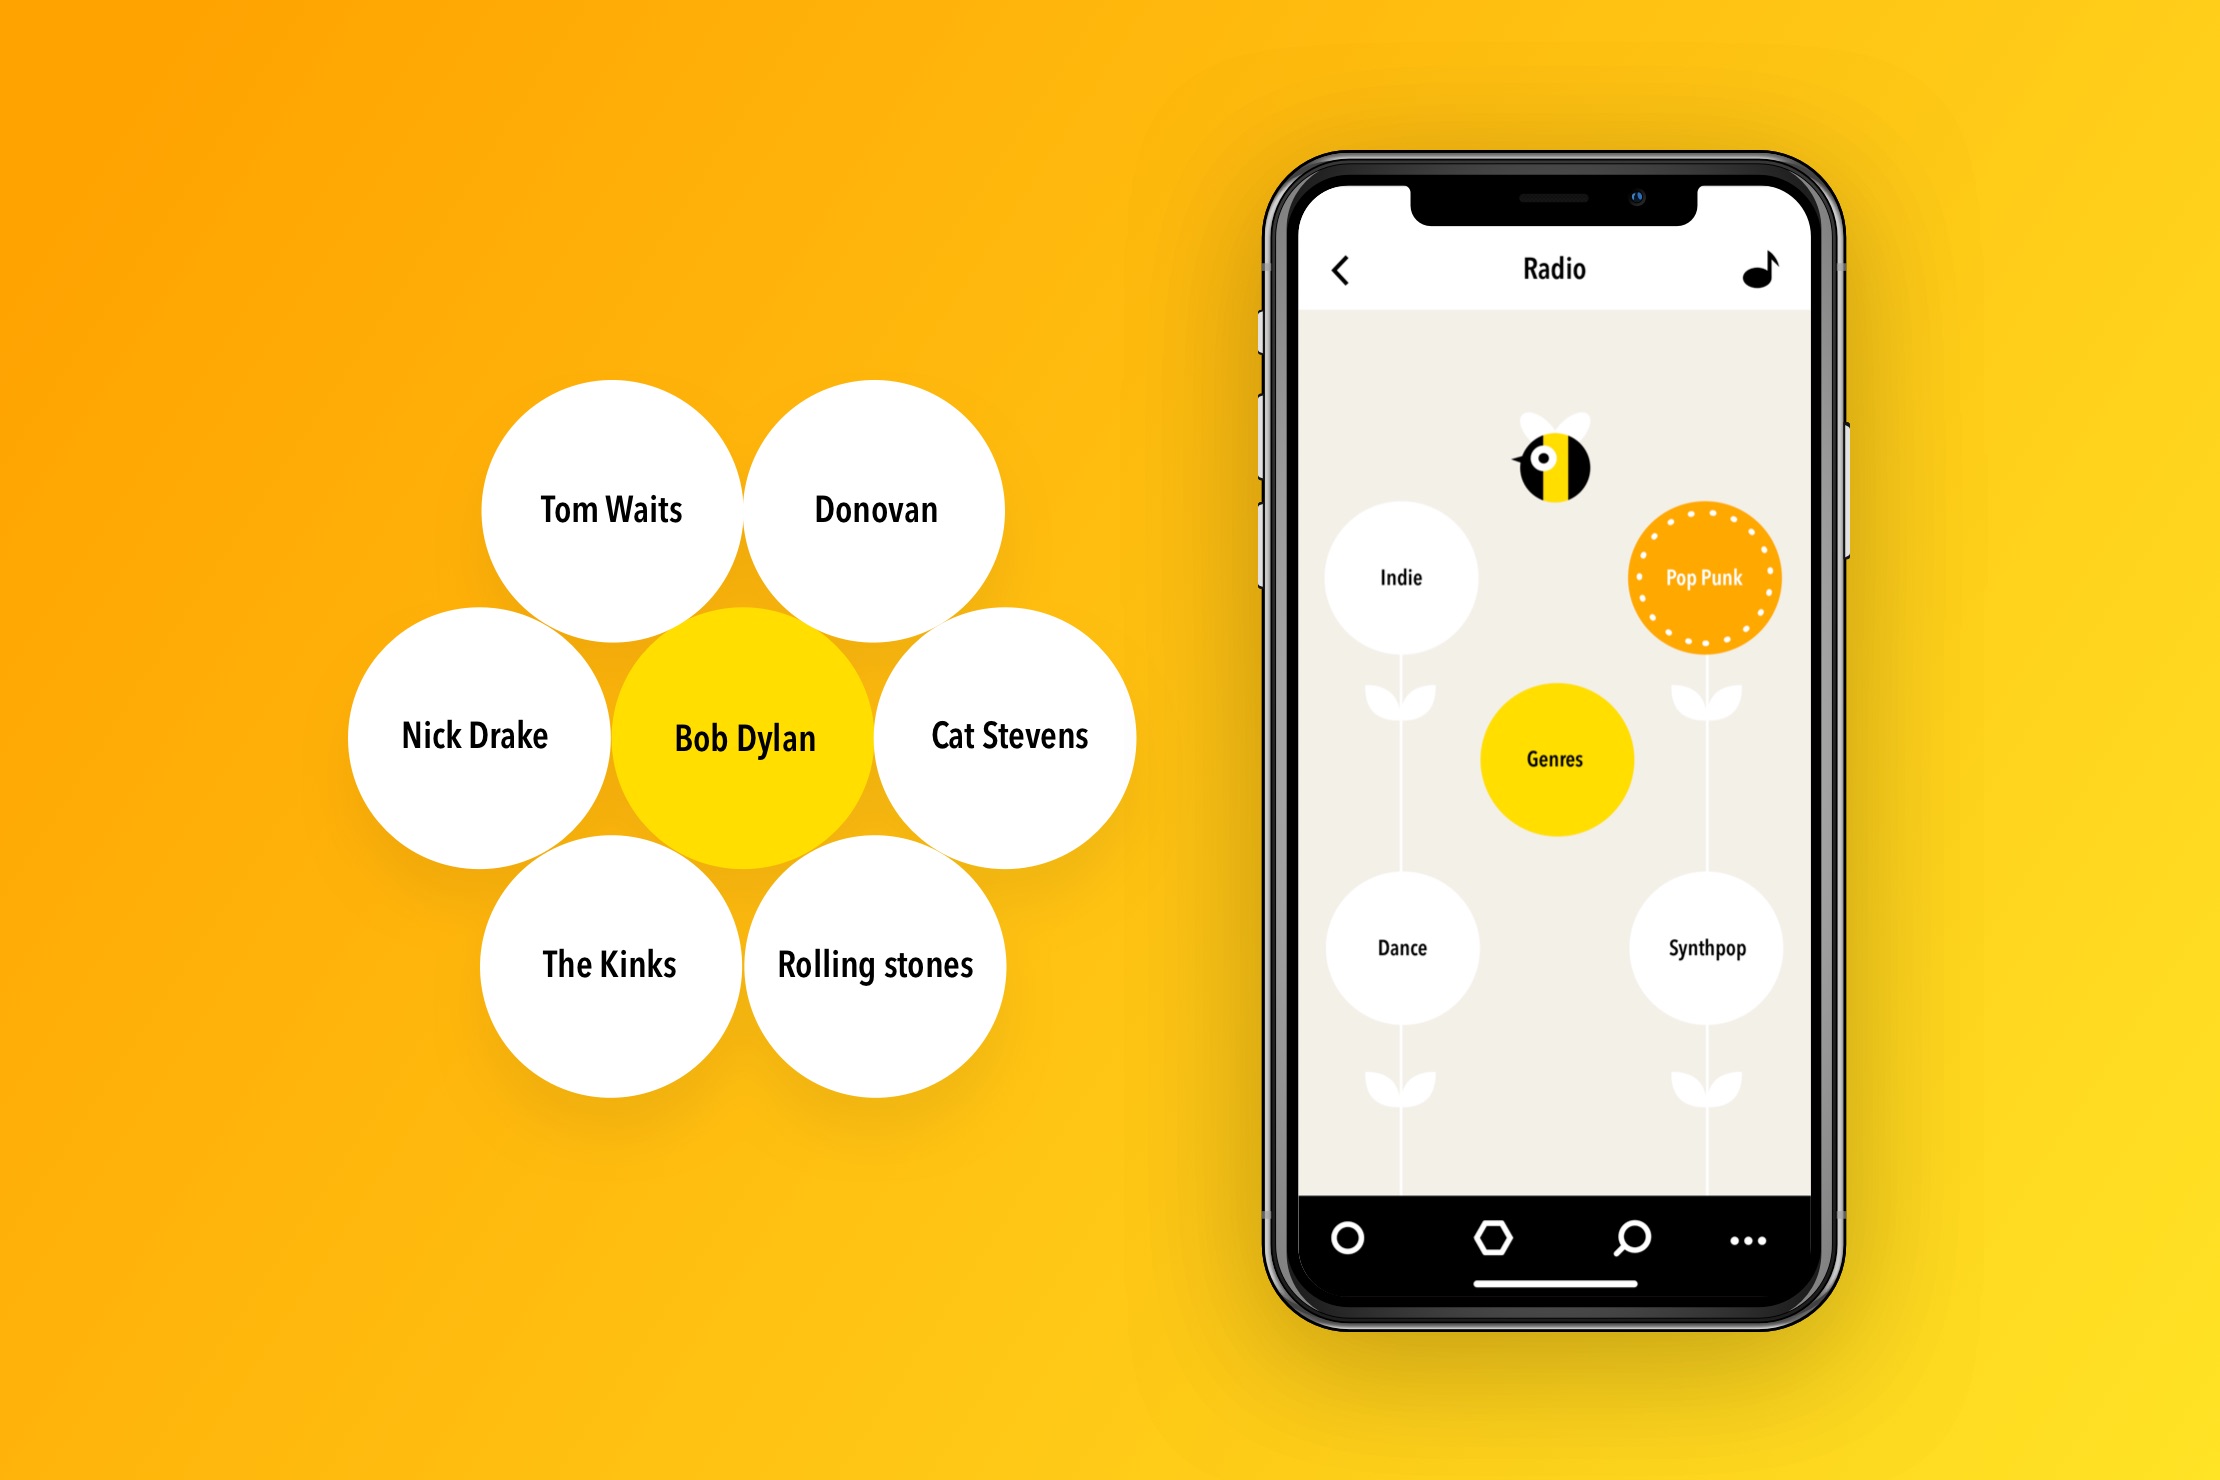 Tom Waits
Donovan
Nick Drake
Bob Dylan
Cat Stevens
The Kinks
Rolling stones
Radio
Indie
Pop Punk
Genres
Dance
Synthpop